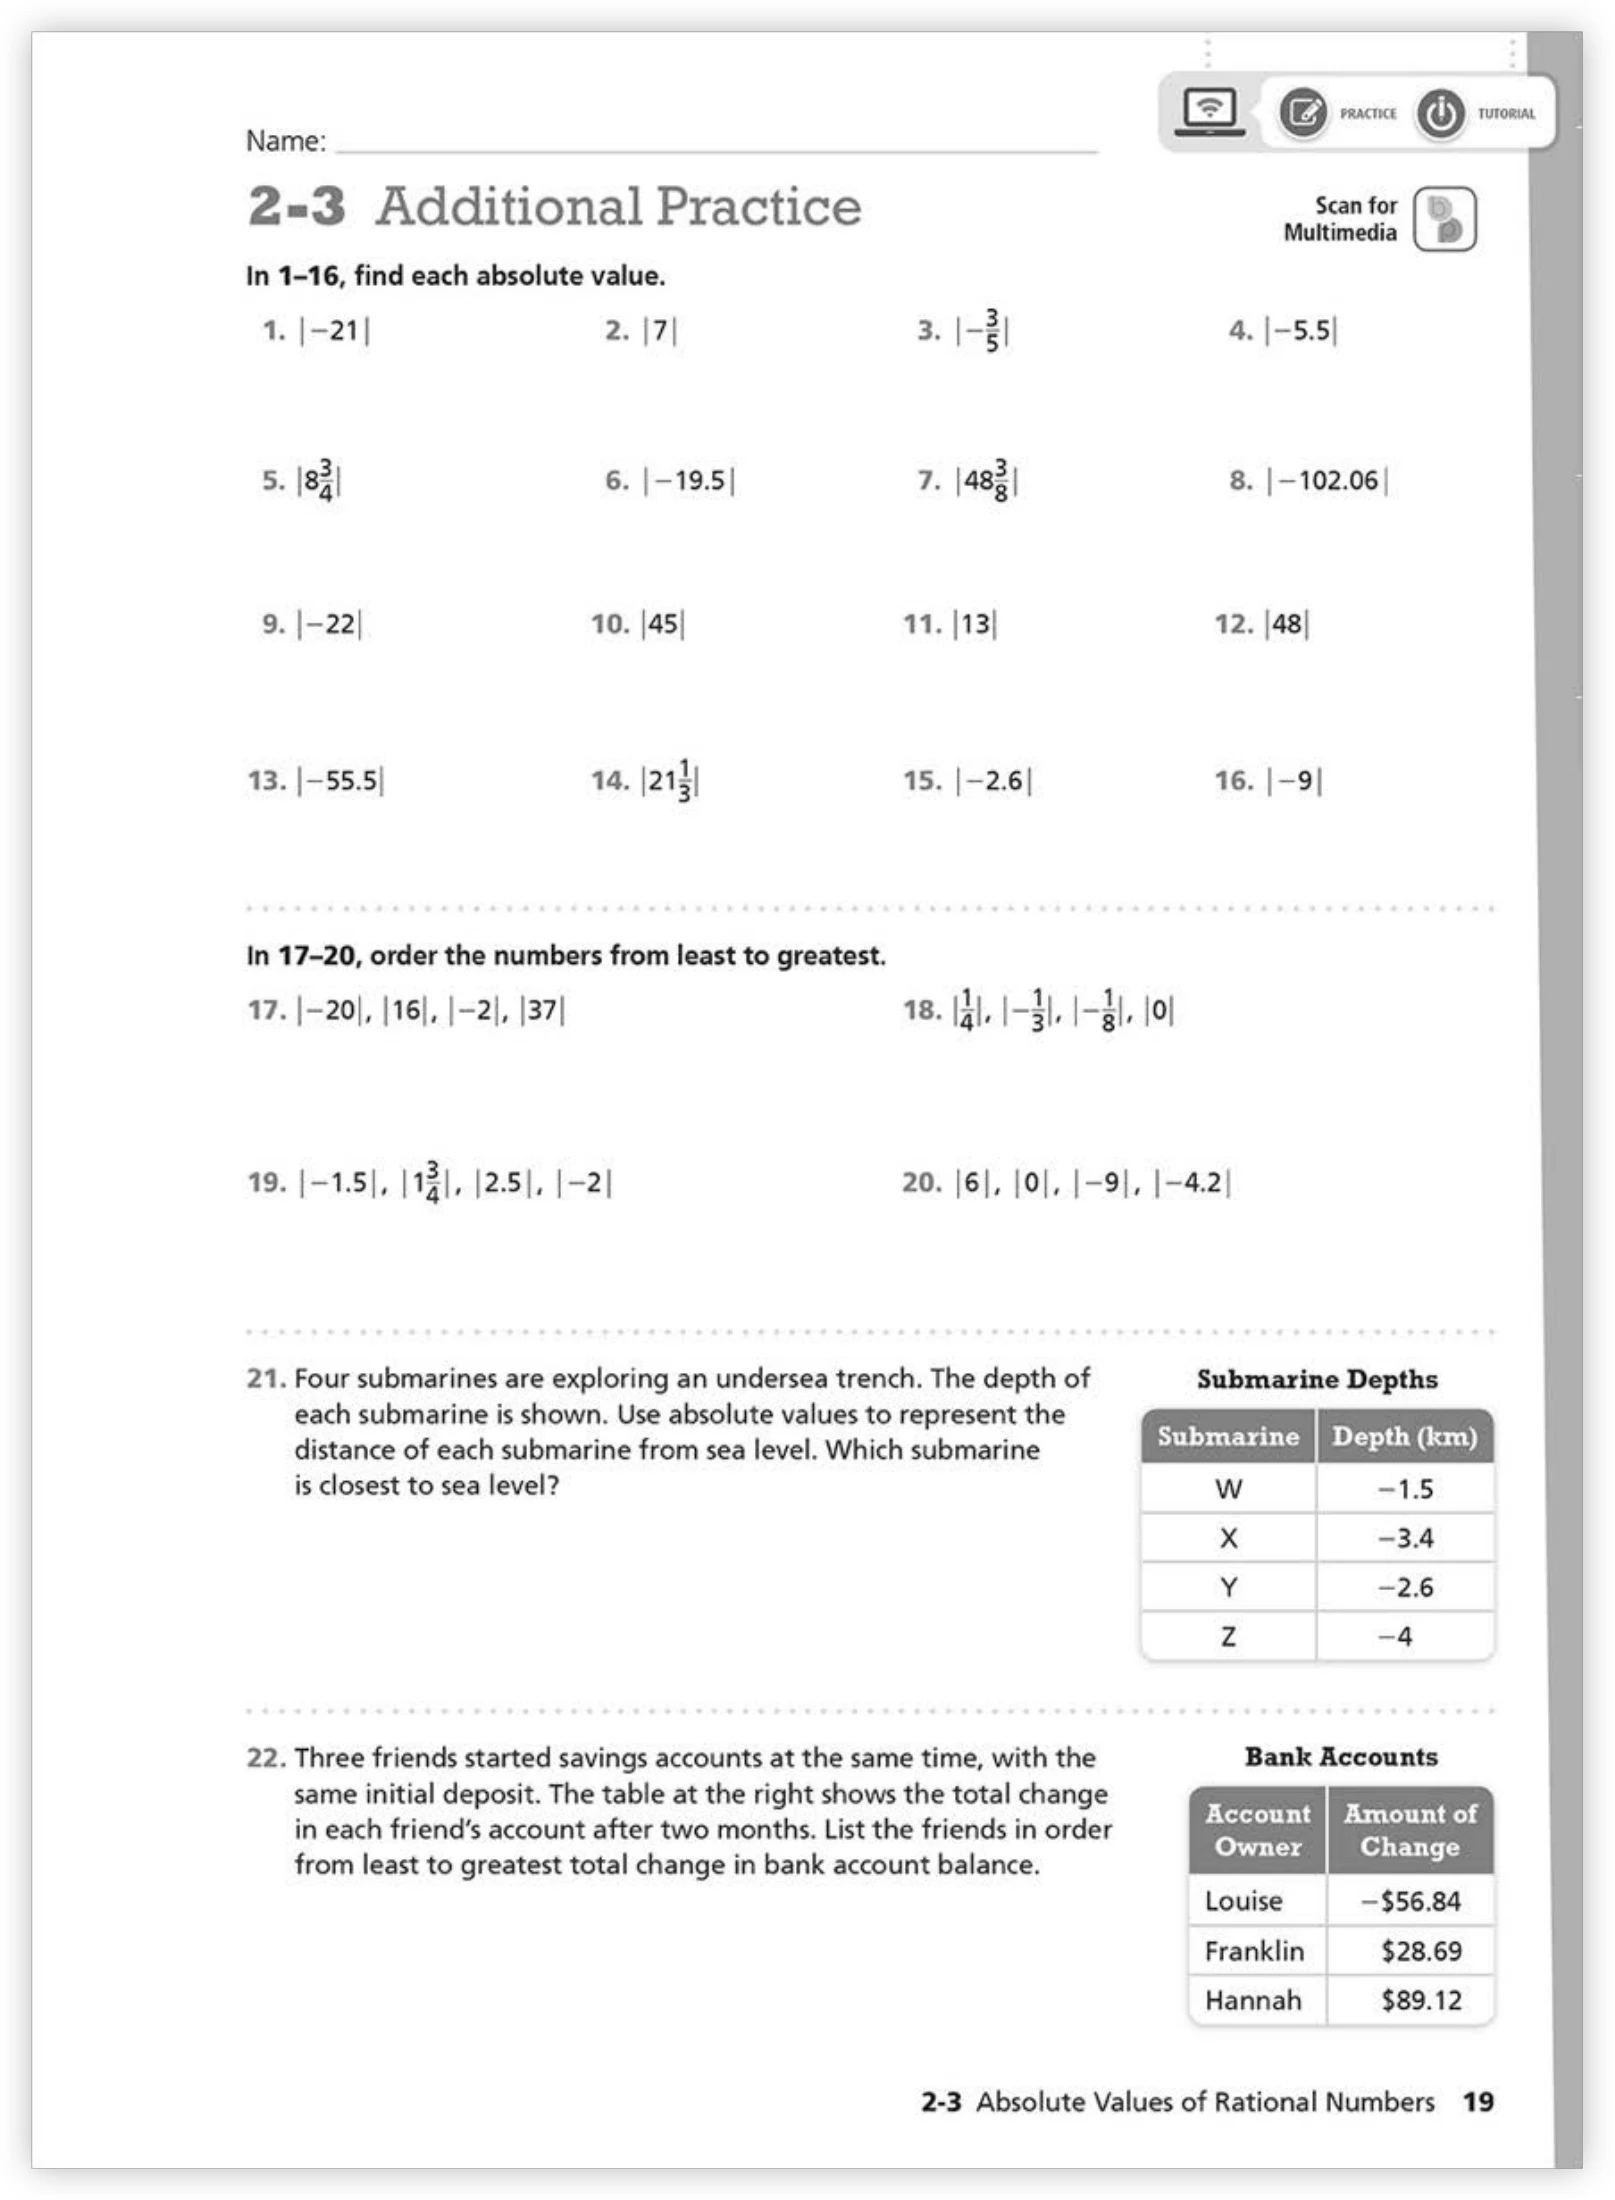 PRACTICE TUTORIAL
Name:
2-3 Additional Practice
Scan for
Multimedia
In 1–16, find each absolute value.
1. |−21| 2. |7| 3. |−3/5| 4. |−5.5|
5. |8 3/4| 6. |−19.5| 7. |48 3/8| 8. |−102.06|
9. |−22| 10. |45| 11. |13| 12. |48|
13. |−55.5| 14. |21 1/3| 15. |−2.6| 16. |−9|
In 17–20, order the numbers from least to greatest.
17. |−20|, |16|, |−2|, |37| 18. |1/4|, |−1/3|, |−1/8|, |0|
19. |−1.5|, |1 3/4|, |2.5|, |−2| 20. |6|, |0|, |−9|, |−4.2|
21. Four submarines are exploring an undersea trench. The depth of
each submarine is shown. Use absolute values to represent the
distance of each submarine from sea level. Which submarine
is closest to sea level?
Submarine Depths
Submarine Depth (km)
W −1.5
X −3.4
Y −2.6
Z −4
22. Three friends started savings accounts at the same time, with the
same initial deposit. The table at the right shows the total change
in each friend's account after two months. List the friends in order
from least to greatest total change in bank account balance.
Bank Accounts
Account Amount of
Owner Change
Louise −$56.84
Franklin $28.69
Hannah $89.12
2-3 Absolute Values of Rational Numbers 19